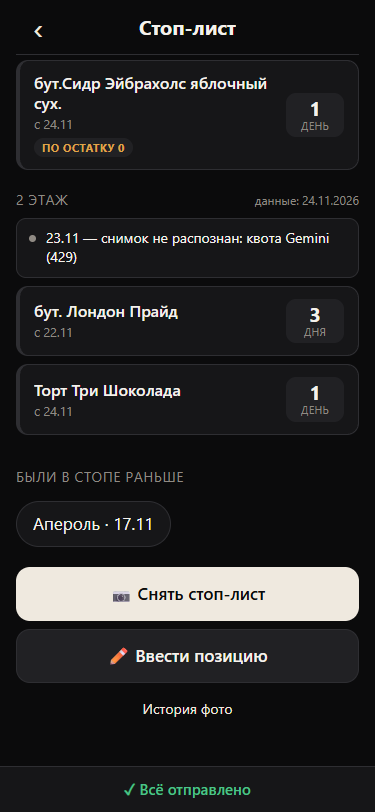 Стоп-лист
бут.Сидр Эйбрахолс яблочный
сух.
с 24.11
ПО ОСТАТКУ 0
1
ДЕНЬ
2 ЭТАЖ
данные: 24.11.2026
23.11 — снимок не распознан: квота Gemini
(429)
бут. Лондон Прайд
с 22.11
3
ДНЯ
Торт Три Шоколада
с 24.11
1
ДЕНЬ
БЫЛИ В СТОПЕ РАНЬШЕ
Апероль · 17.11
Снять стоп-лист
Ввести позицию
История фото
✓ Всё отправлено